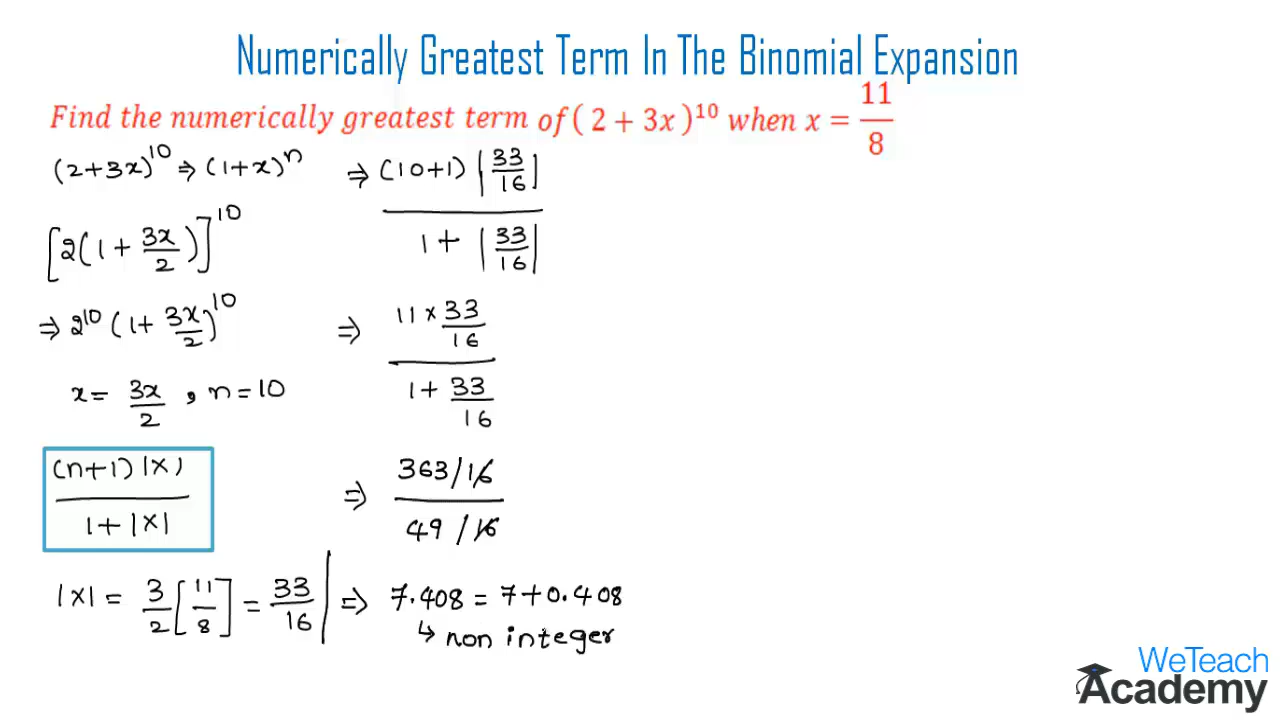 Numerically Greatest Term In The Binomial Expansion
Find the numerically greatest term of ( 2 + 3x )^10 when x = 11/8
(2+3x)^10 ⇒ (1+x)^n
[2(1 + 3x/2)]^10
⇒ 2^10 (1+ 3x/2)^10
x = 3x/2 , n = 10
(n+1) |x| / 1 + |x|
|x| = 3/2 [11/8] = 33/16
⇒ (10+1) |33/16| / 1 + |33/16|
⇒ 11 × 33/16 / 1 + 33/16
⇒ 363/16 / 49/16
⇒ 7.408 = 7+0.408
↳ non integer
WeTeach
Academy